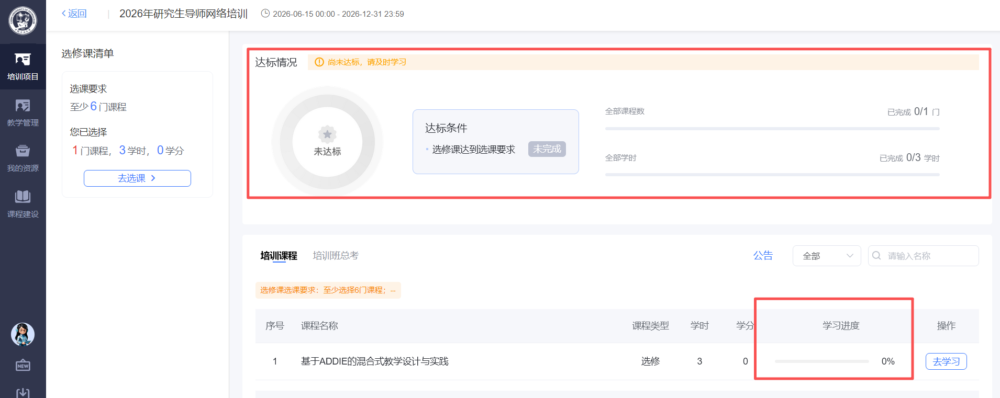 返回
2026年研究生导师网络培训
2026-06-15 00:00 - 2026-12-31 23:59
培训项目
教学管理
我的资源
课程建设
NEW
选修课清单
选课要求
至少6门课程
您已选择
1门课程，3学时，0学分
去选课
达标情况
尚未达标，请及时学习
未达标
达标条件
选修课达到选课要求 未完成
全部课程数 已完成 0/1 门
全部学时 已完成 0/3 学时
培训课程 培训班总考 公告 全部 请输入名称
选修课选课要求：至少选择6门课程；--
序号 课程名称 课程类型 学时 学分 学习进度 操作
1 基于ADDIE的混合式教学设计与实践 选修 3 0 0% 去学习